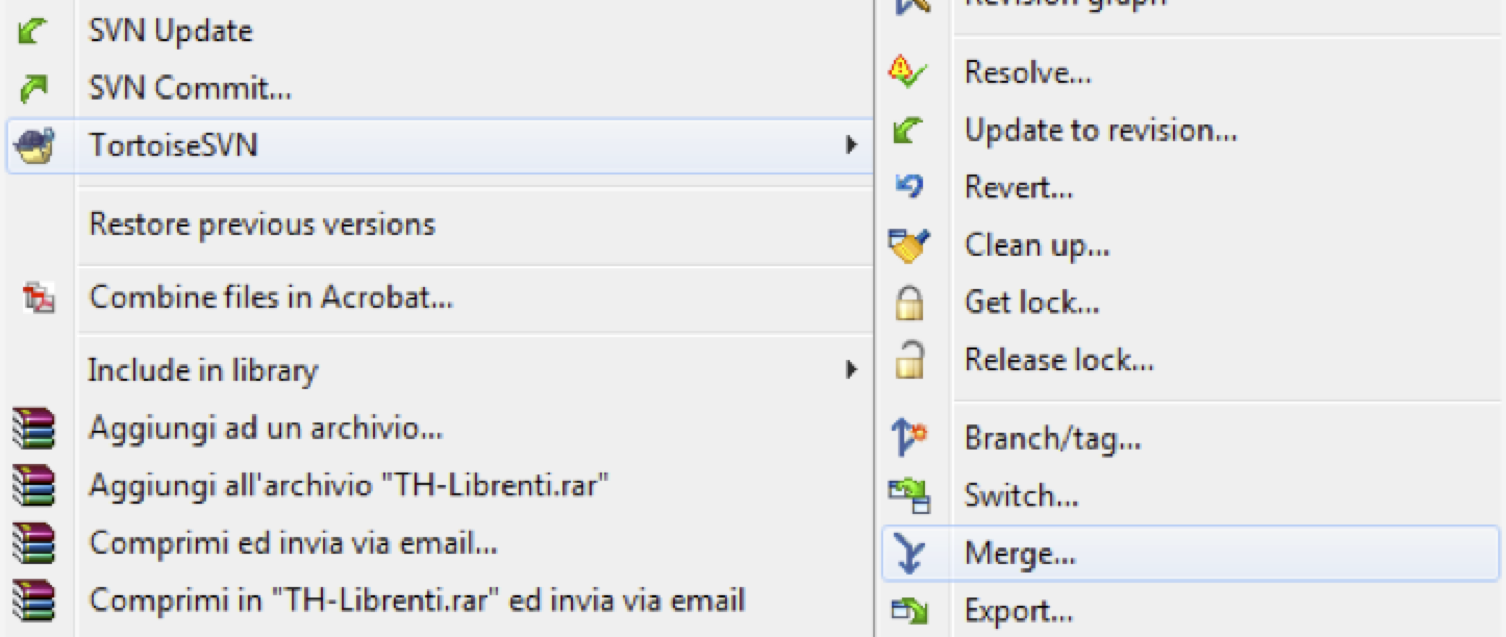 SVN Update
SVN Commit...
TortoiseSVN
Restore previous versions
Combine files in Acrobat...
Include in library
Aggiungi ad un archivio...
Aggiungi all'archivio "TH-Librenti.rar"
Comprimi ed invia via email...
Comprimi in "TH-Librenti.rar" ed invia via email
Revision graph
Resolve...
Update to revision...
Revert...
Clean up...
Get lock...
Release lock...
Branch/tag...
Switch...
Merge...
Export...